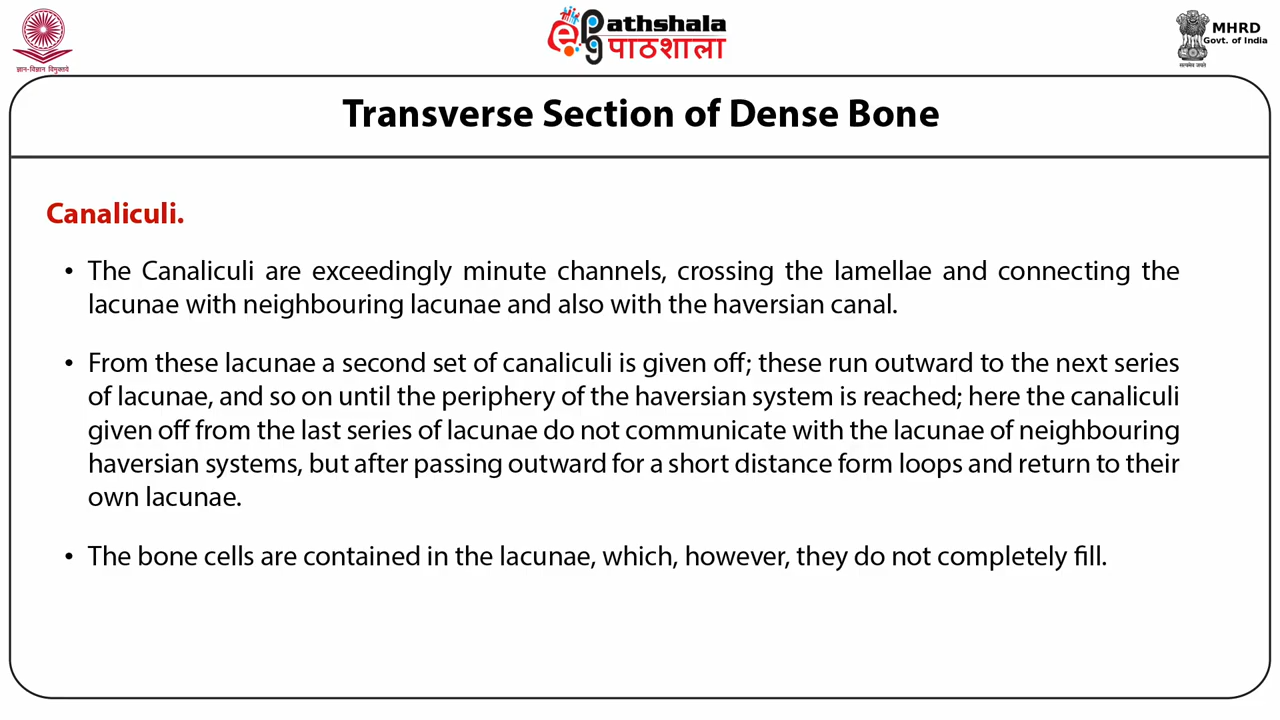 ज्ञान-विज्ञान विमुक्तये
ePathshala
पाठशाला
MHRD
Govt. of India
सत्यमेव जयते
Transverse Section of Dense Bone
Canaliculi.
• The Canaliculi are exceedingly minute channels, crossing the lamellae and connecting the
lacunae with neighbouring lacunae and also with the haversian canal.
• From these lacunae a second set of canaliculi is given off; these run outward to the next series
of lacunae, and so on until the periphery of the haversian system is reached; here the canaliculi
given off from the last series of lacunae do not communicate with the lacunae of neighbouring
haversian systems, but after passing outward for a short distance form loops and return to their
own lacunae.
• The bone cells are contained in the lacunae, which, however, they do not completely fill.